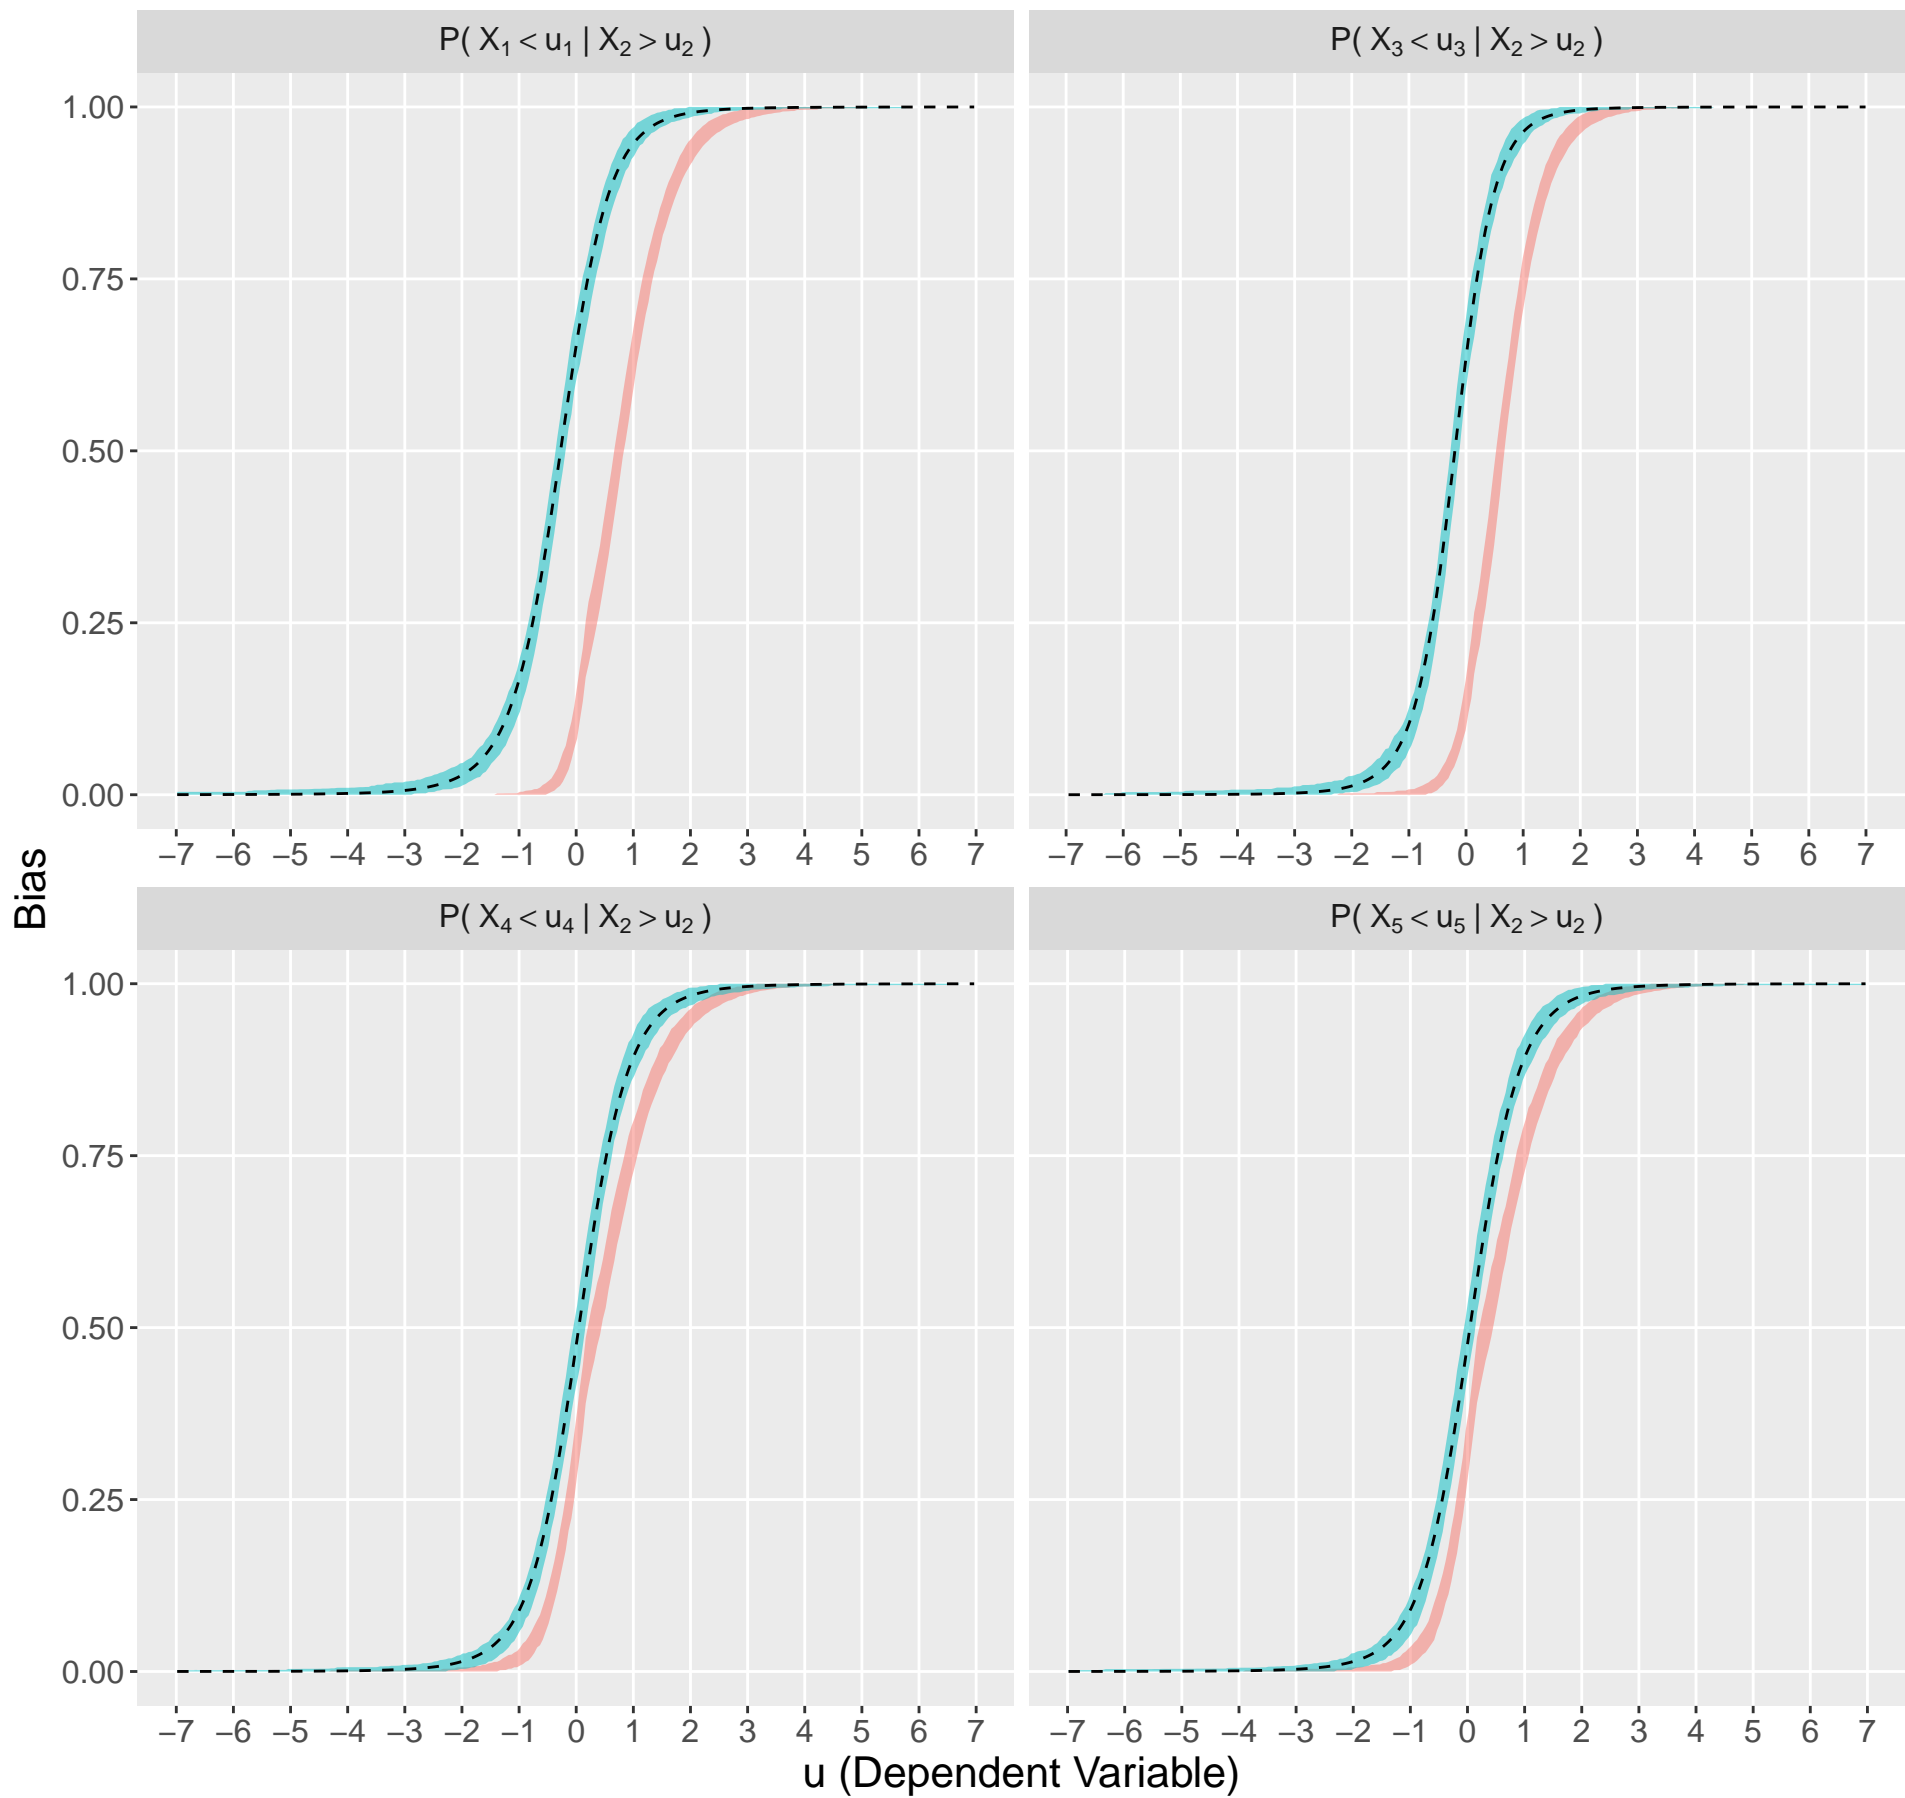 P( X₁ < u₁ | X₂ > u₂ )
P( X₃ < u₃ | X₂ > u₂ )
1.00
0.75
0.50
0.25
0.00
−7 −6 −5 −4 −3 −2 −1 0 1 2 3 4 5 6 7
−7 −6 −5 −4 −3 −2 −1 0 1 2 3 4 5 6 7
Bias
P( X₄ < u₄ | X₂ > u₂ )
P( X₅ < u₅ | X₂ > u₂ )
1.00
0.75
0.50
0.25
0.00
−7 −6 −5 −4 −3 −2 −1 0 1 2 3 4 5 6 7
−7 −6 −5 −4 −3 −2 −1 0 1 2 3 4 5 6 7
u (Dependent Variable)